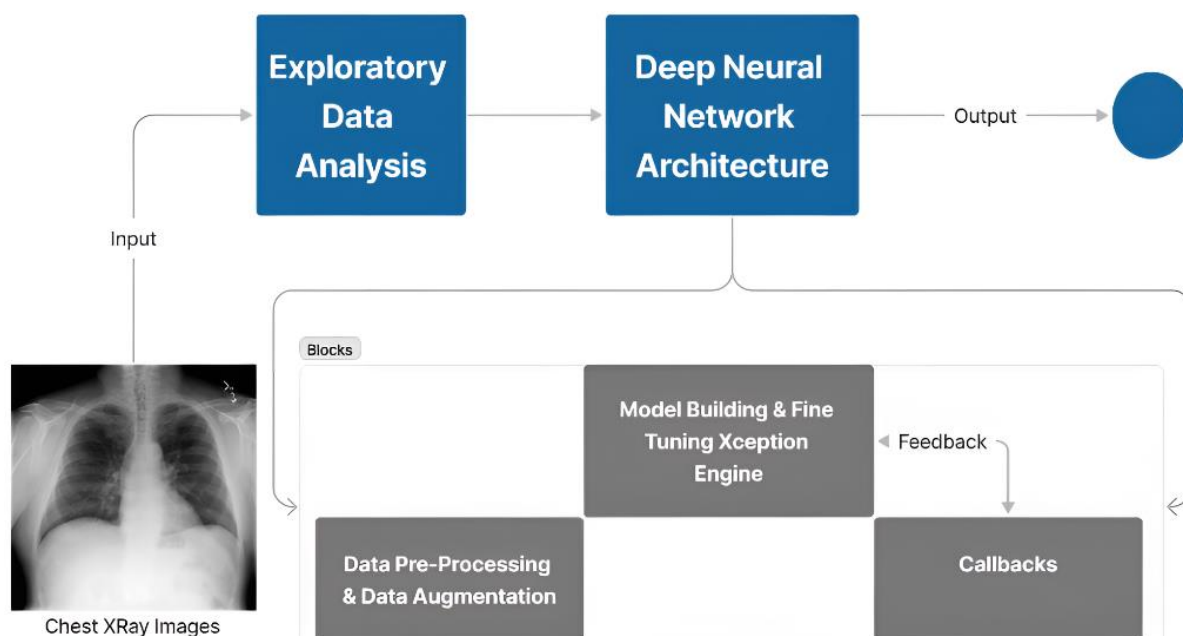 Exploratory
Data
Analysis
Deep Neural
Network
Architecture
Output
Input
Blocks
Model Building & Fine
Tuning Xception
Engine
Feedback
Data Pre-Processing
& Data Augmentation
Callbacks
Chest XRay Images